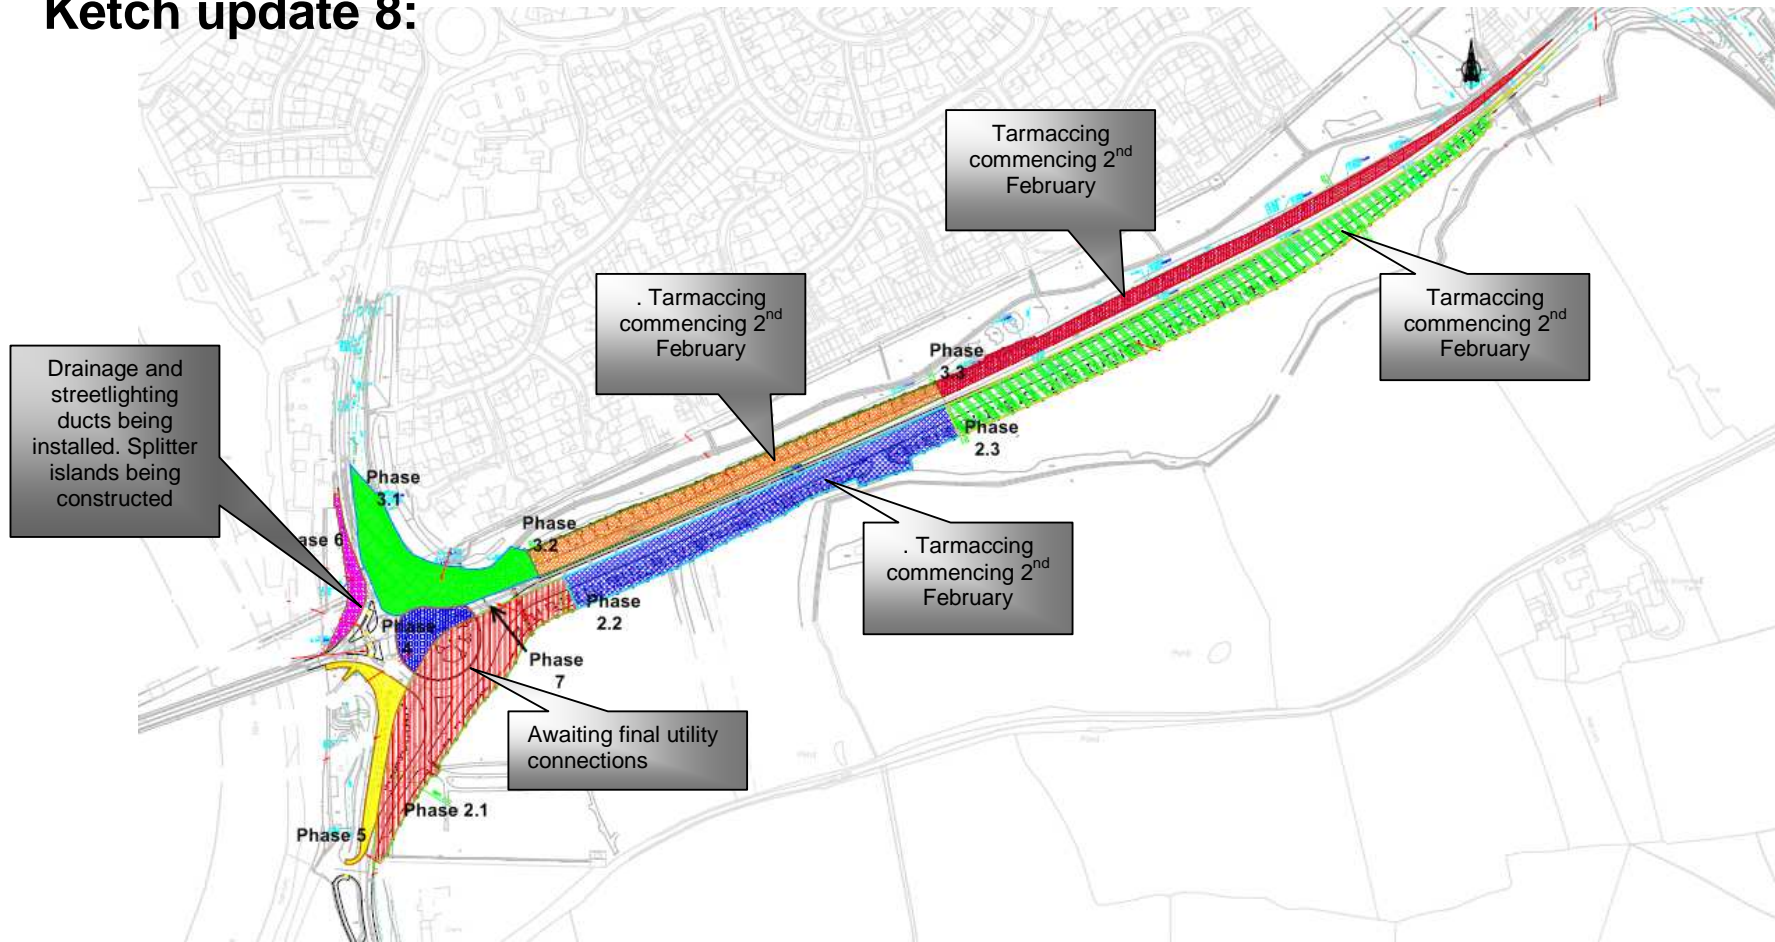 Ketch update 8:
Tarmaccing
commencing 2nd
February
. Tarmaccing
commencing 2nd
February
Tarmaccing
commencing 2nd
February
Drainage and
streetlighting
ducts being
installed. Splitter
islands being
constructed
Phase
3.3
Phase
2.3
Phase
3.1
Phase
3.2
ase 6
. Tarmaccing
commencing 2nd
February
Phase
2.2
Phase
4
Phase
7
Awaiting final utility
connections
Phase 2.1
Phase 5